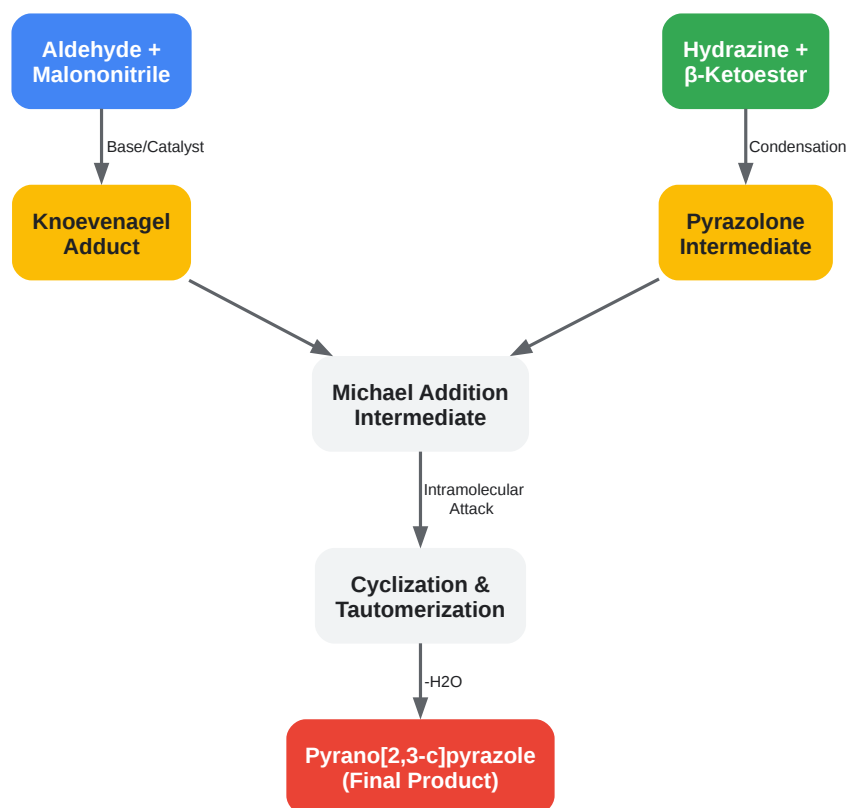 Aldehyde +
Malononitrile
Hydrazine +
β-Ketoester
Base/Catalyst
Condensation
Knoevenagel
Adduct
Pyrazolone
Intermediate
Michael Addition
Intermediate
Intramolecular
Attack
Cyclization &
Tautomerization
-H2O
Pyrano[2,3-c]pyrazole
(Final Product)